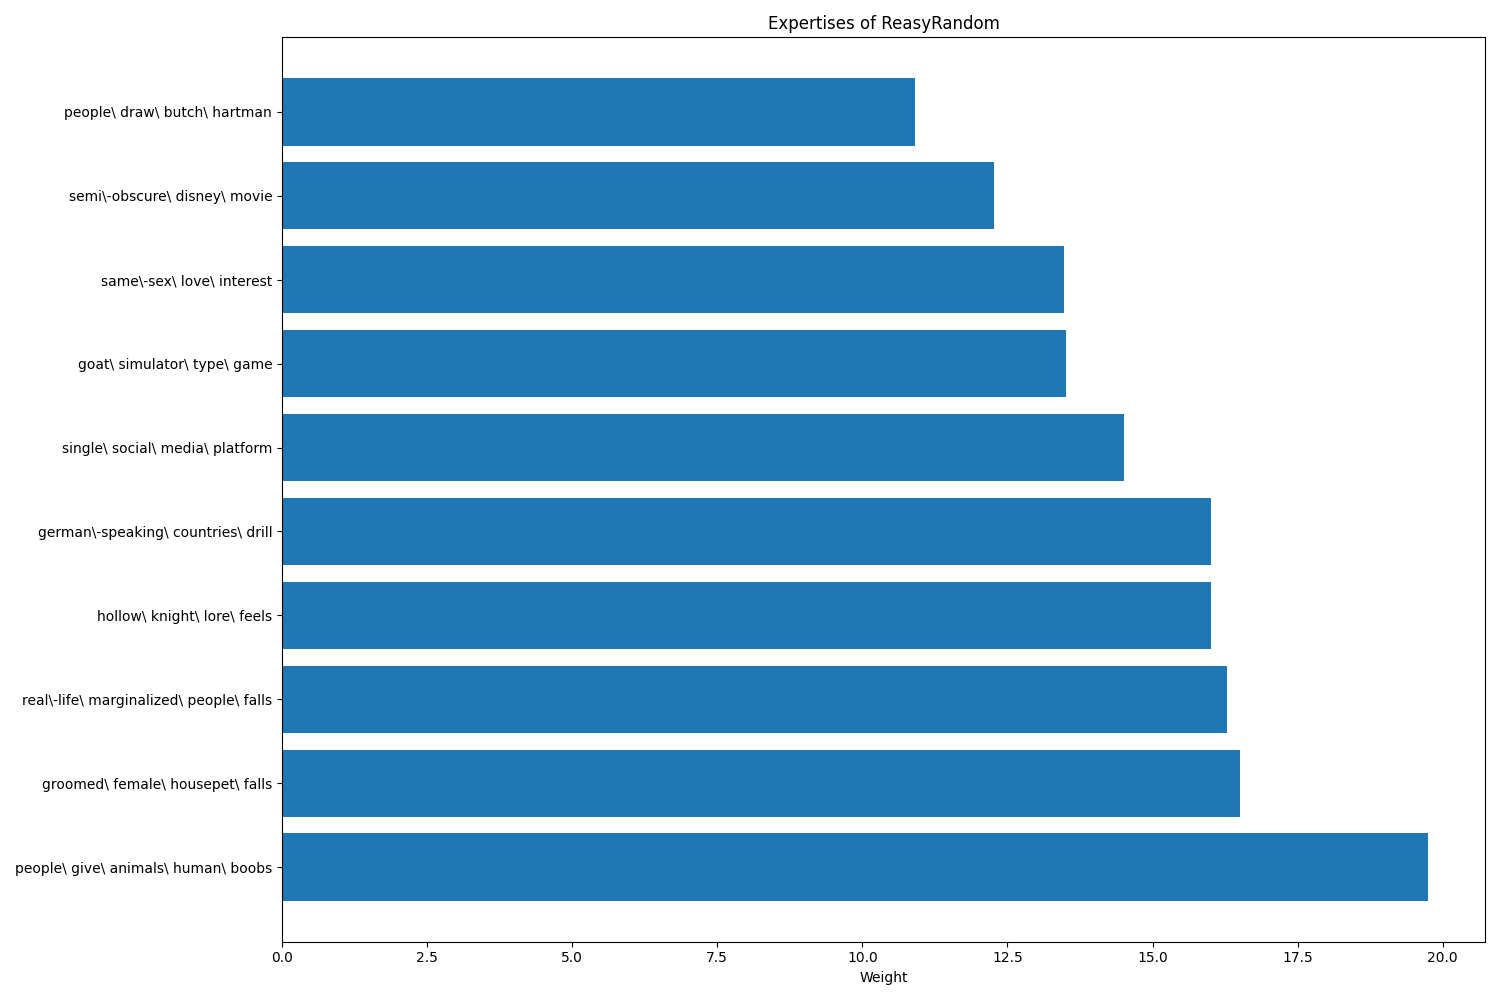 Expertises of ReasyRandom
people\ draw\ butch\ hartman
semi\-obscure\ disney\ movie
same\-sex\ love\ interest
goat\ simulator\ type\ game
single\ social\ media\ platform
german\-speaking\ countries\ drill
hollow\ knight\ lore\ feels
real\-life\ marginalized\ people\ falls
groomed\ female\ housepet\ falls
people\ give\ animals\ human\ boobs
0.0 2.5 5.0 7.5 10.0 12.5 15.0 17.5 20.0
Weight